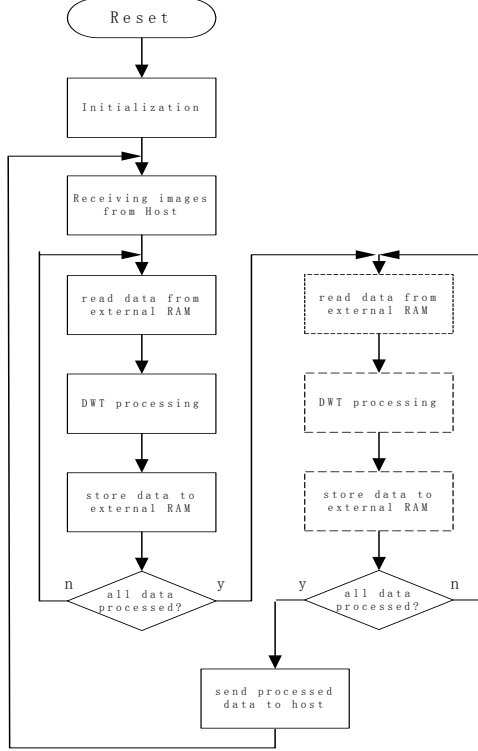 Reset
Initialization
Receiving images
from Host
read data from
external RAM
DWT processing
store data to
external RAM
n
all data
processed?
y
read data from
external RAM
DWT processing
store data to
external RAM
y
all data
processed?
n
send processed
data to host